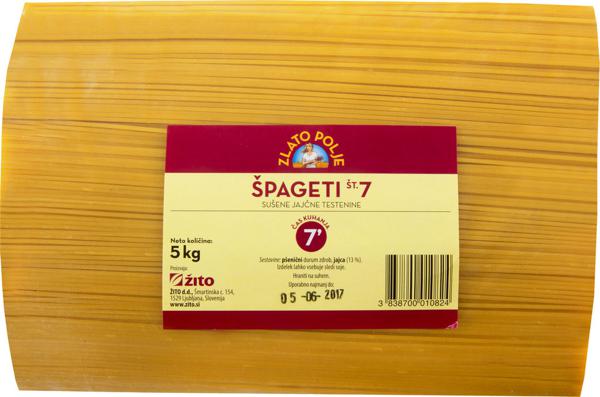 ZLATO POLJE
ŠPAGETI ŠT. 7
SUŠENE JAJČNE TESTENINE
ČAS KUHANJA
7'
Neto količina:
5 kg
Proizvaja:
žito
ŽITO d.d., Šmartinska c. 154,
1529 Ljubljana, Slovenija
www.zito.si
Sestavine: pšenični durum zdrob, jajca (13 %).
Izdelek lahko vsebuje sledi soje.
Hraniti na suhem.
Uporabno najmanj do:
05-06-2017
3 838700 010824